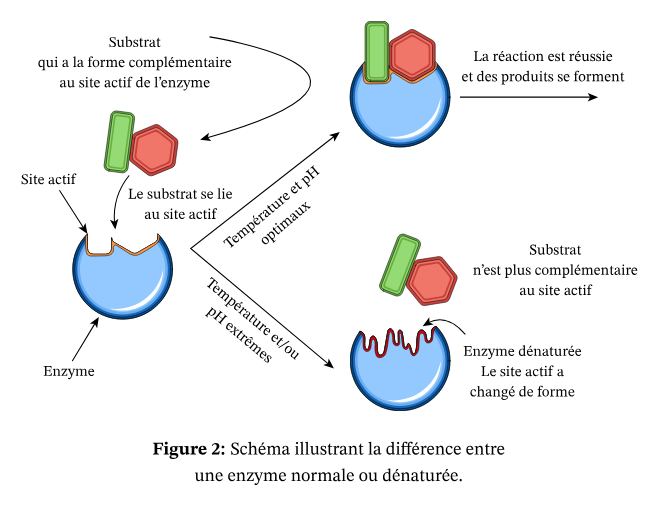 Substrat
qui a la forme complémentaire
au site actif de l’enzyme
La réaction est réussie
et des produits se forment
Site actif
Le substrat se lie
au site actif
Température et pH
optimaux
Substrat
n’est plus complémentaire
au site actif
Température et/ou
pH extrêmes
Enzyme
Enzyme dénaturée
Le site actif a
changé de forme
Figure 2: Schéma illustrant la différence entre
une enzyme normale ou dénaturée.